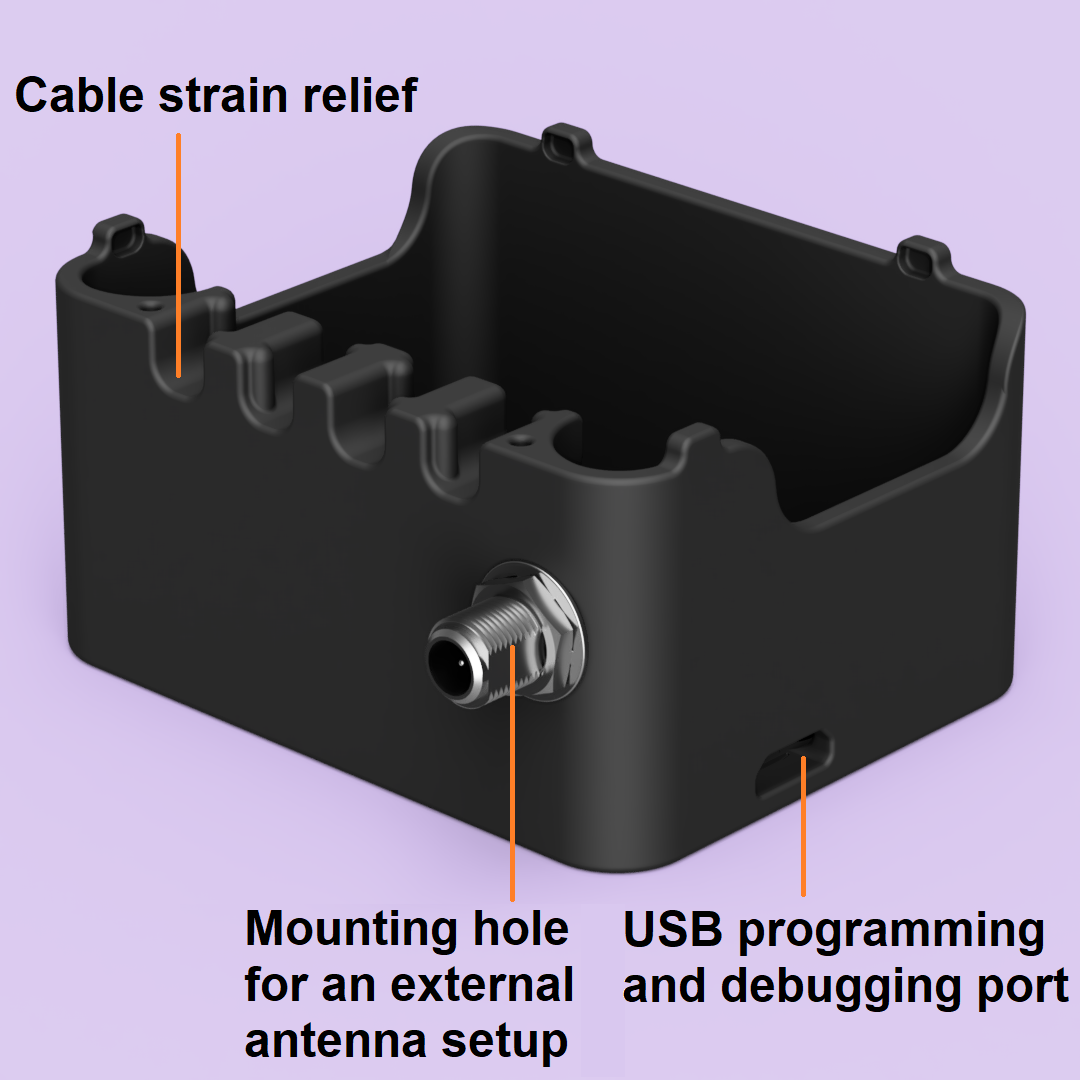 Cable strain relief
Mounting hole
for an external
antenna setup
USB programming
and debugging port